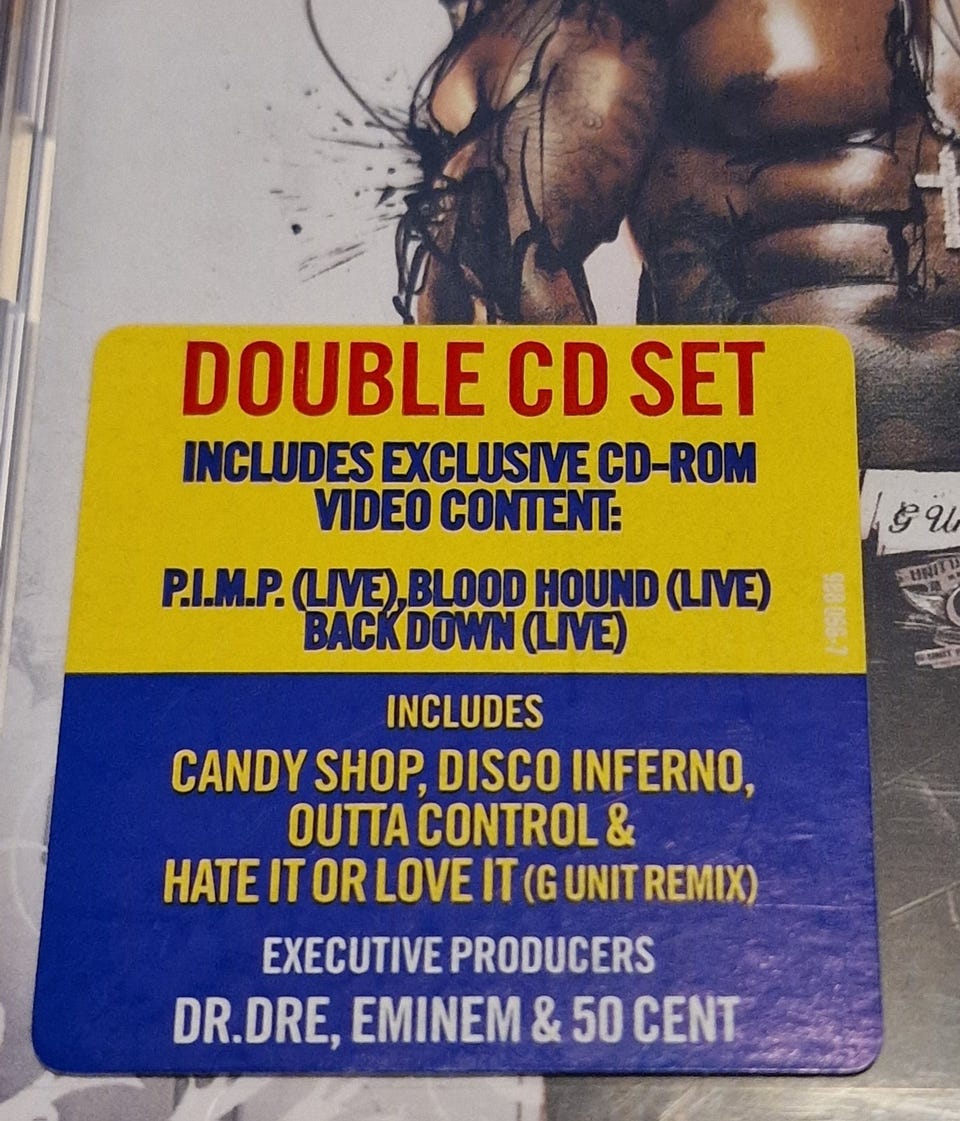 DOUBLE CD SET
INCLUDES EXCLUSIVE CD-ROM
VIDEO CONTENT:
P.I.M.P. (LIVE),BLOOD HOUND (LIVE)
BACK DOWN (LIVE)
INCLUDES
CANDY SHOP, DISCO INFERNO,
OUTTA CONTROL &
HATE IT OR LOVE IT (G UNIT REMIX)
EXECUTIVE PRODUCERS
DR.DRE, EMINEM & 50 CENT